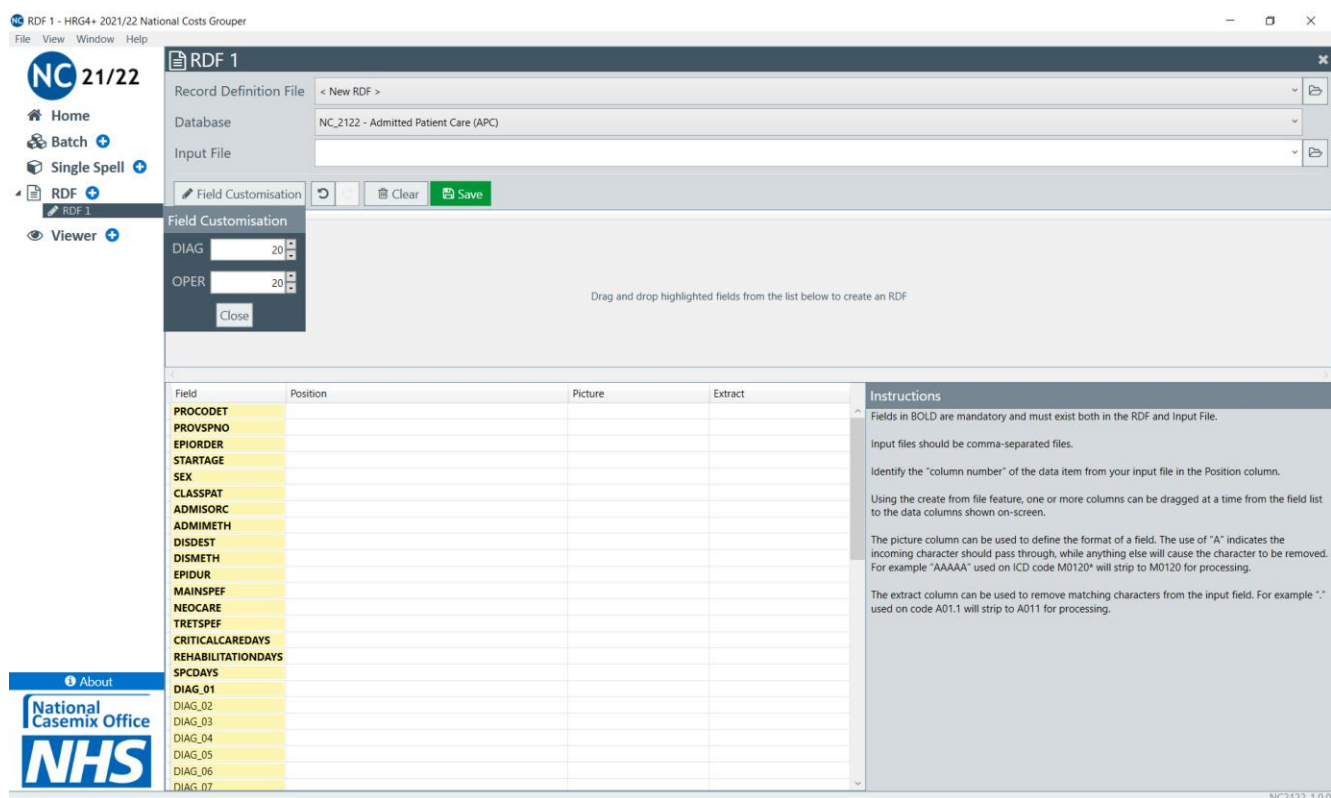 RDF 1 - HRG4+ 2021/22 National Costs Grouper
File View Window Help
NC 21/22
Home
Batch
Single Spell
RDF
RDF 1
Viewer
RDF 1
Record Definition File < New RDF >
Database NC_2122 - Admitted Patient Care (APC)
Input File
Field Customisation Clear Save
Field Customisation
DIAG 20
OPER 20
Close
Drag and drop highlighted fields from the list below to create an RDF
Field Position Picture Extract
PROCODET
PROVSPNO
EPIORDER
STARTAGE
SEX
CLASSPAT
ADMISORC
ADMIMETH
DISDEST
DISMETH
EPIDUR
MAINSPEF
NEOCARE
TRETSPEF
CRITICALCAREDAYS
REHABILITATIONDAYS
SPCDAYS
DIAG_01
DIAG_02
DIAG_03
DIAG_04
DIAG_05
DIAG_06
DIAG_07
Instructions
Fields in BOLD are mandatory and must exist both in the RDF and Input File.
Input files should be comma-separated files.
Identify the "column number" of the data item from your input file in the Position column.
Using the create from file feature, one or more columns can be dragged at a time from the field list
to the data columns shown on-screen.
The picture column can be used to define the format of a field. The use of "A" indicates the
incoming character should pass through, while anything else will cause the character to be removed.
For example "AAAAA" used on ICD code M0120* will strip to M0120 for processing.
The extract column can be used to remove matching characters from the input field. For example "."
used on code A01.1 will strip to A011 for processing.
About
National
Casemix Office
NHS
NC2122_1.0.0